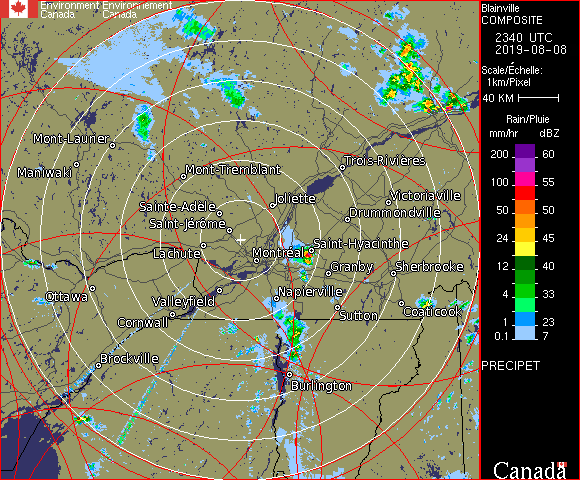 Environment Environnement
Canada Canada
Blainville
COMPOSITE
2340 UTC
2019-08-08
Scale/Échelle:
1km/Pixel
40 KM
Rain/Pluie
mm/hr dBZ
200 60
100 55
50 50
24 45
12 40
4 33
1 23
0.1 7
PRECIPET
Canada
Mont-Laurier
Maniwaki
Mont-Tremblant
Trois-Rivières
Joliette
Victoriaville
Sainte-Adèle
Drummondville
Saint-Jérôme
Saint-Hyacinthe
Lachute
Montréal
Granby
Sherbrooke
Ottawa
Valleyfield
Napierville
Cornwall
Sutton
Coaticook
Brockville
Burlington